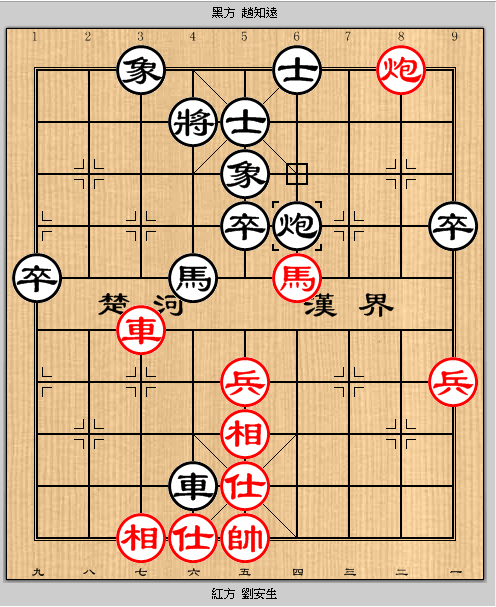 黑方 趙知遠
1 2 3 4 5 6 7 8 9
象 士 炮
將 士
象
卒 炮 卒
卒 馬 馬
楚 河 漢 界
車
兵 兵
相
車 仕
相 仕 帥
九 八 七 六 五 四 三 二 一
紅方 劉安生